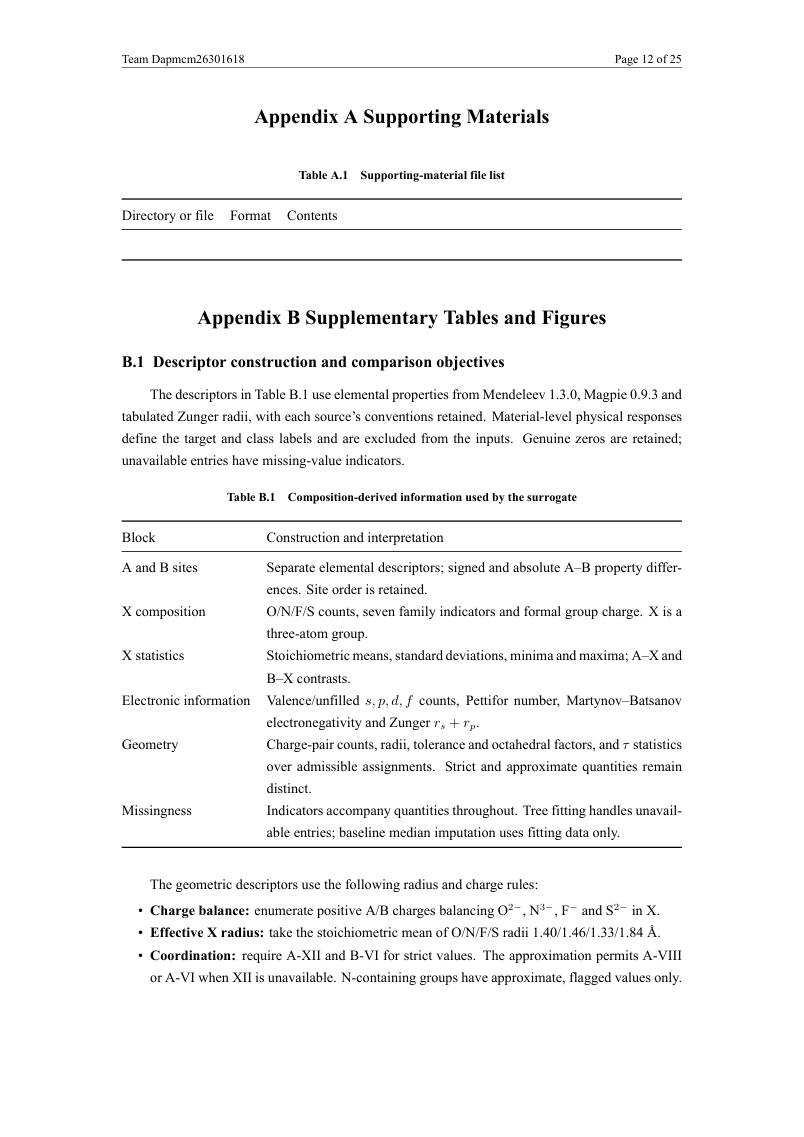 Team Dapmcm26301618 Page 12 of 25
Appendix A Supporting Materials
Table A.1 Supporting-material file list
Directory or file Format Contents
Appendix B Supplementary Tables and Figures
B.1 Descriptor construction and comparison objectives
The descriptors in Table B.1 use elemental properties from Mendeleev 1.3.0, Magpie 0.9.3 and
tabulated Zunger radii, with each source's conventions retained. Material-level physical responses
define the target and class labels and are excluded from the inputs. Genuine zeros are retained;
unavailable entries have missing-value indicators.
Table B.1 Composition-derived information used by the surrogate
Block Construction and interpretation
A and B sites Separate elemental descriptors; signed and absolute A–B property differ-
ences. Site order is retained.
X composition O/N/F/S counts, seven family indicators and formal group charge. X is a
three-atom group.
X statistics Stoichiometric means, standard deviations, minima and maxima; A–X and
B–X contrasts.
Electronic information Valence/unfilled s, p, d, f counts, Pettifor number, Martynov–Batsanov
electronegativity and Zunger rₛ + rₚ.
Geometry Charge-pair counts, radii, tolerance and octahedral factors, and τ statistics
over admissible assignments. Strict and approximate quantities remain
distinct.
Missingness Indicators accompany quantities throughout. Tree fitting handles unavail-
able entries; baseline median imputation uses fitting data only.
The geometric descriptors use the following radius and charge rules:
• Charge balance: enumerate positive A/B charges balancing O²⁻, N³⁻, F⁻ and S²⁻ in X.
• Effective X radius: take the stoichiometric mean of O/N/F/S radii 1.40/1.46/1.33/1.84 Å.
• Coordination: require A-XII and B-VI for strict values. The approximation permits A-VIII
or A-VI when XII is unavailable. N-containing groups have approximate, flagged values only.